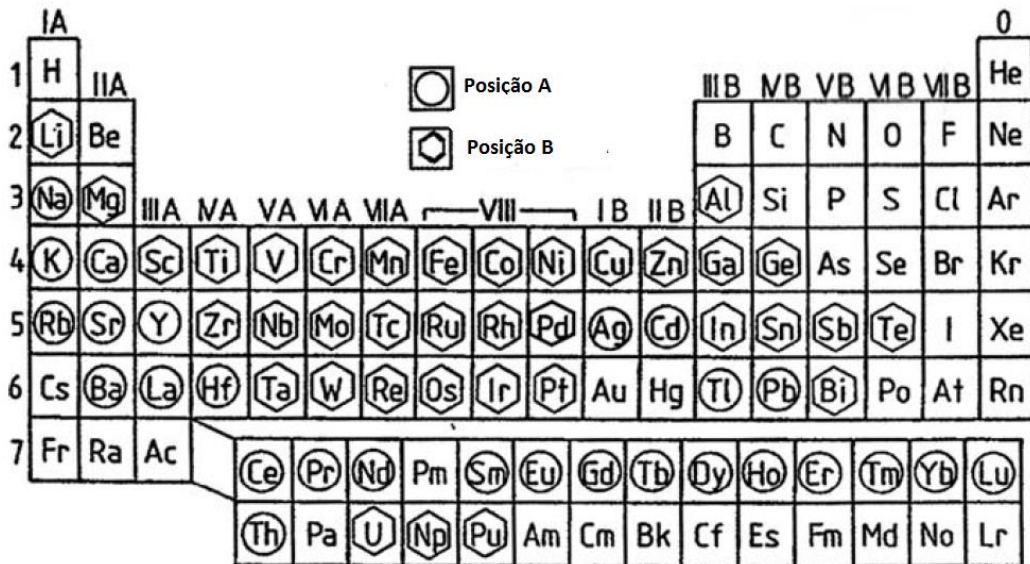 IA 0
1 H Posição A IIIB IVB VB VIB VIIB He
IIA
2 Li Be Posição B B C N O F Ne
3 Na Mg IIIA IVA VA VIA VIIA VIII IB IIB Al Si P S Cl Ar
4 K Ca Sc Ti V Cr Mn Fe Co Ni Cu Zn Ga Ge As Se Br Kr
5 Rb Sr Y Zr Nb Mo Tc Ru Rh Pd Ag Cd In Sn Sb Te I Xe
6 Cs Ba La Hf Ta W Re Os Ir Pt Au Hg Tl Pb Bi Po At Rn
7 Fr Ra Ac
Ce Pr Nd Pm Sm Eu Gd Tb Dy Ho Er Tm Yb Lu
Th Pa U Np Pu Am Cm Bk Cf Es Fm Md No Lr